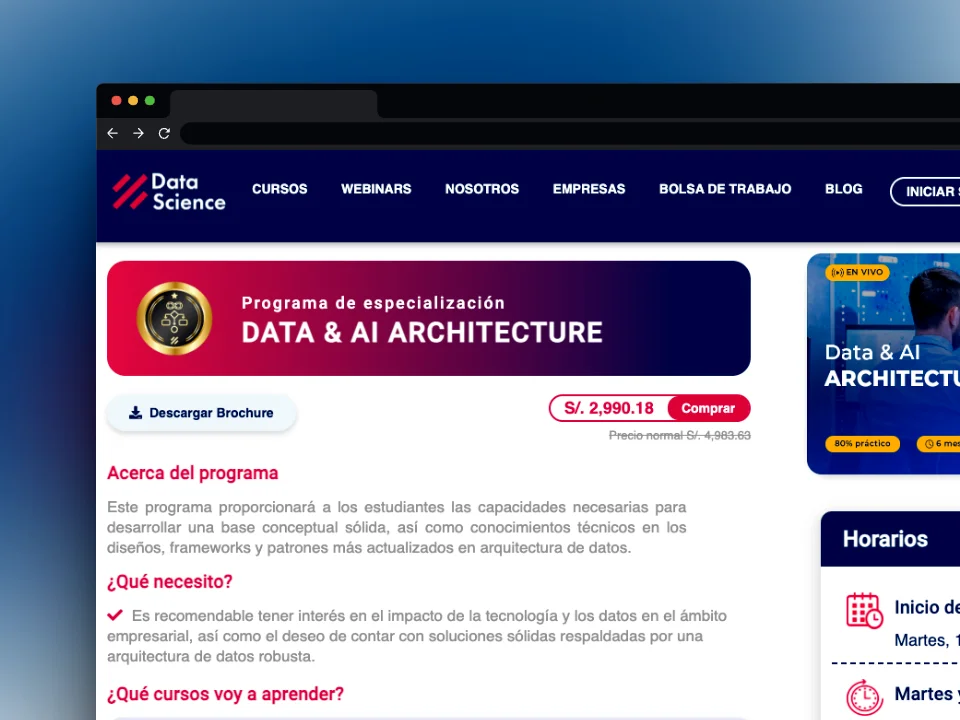 Data
Science
CURSOS
WEBINARS
NOSOTROS
EMPRESAS
BOLSA DE TRABAJO
BLOG
INICIAR
Programa de especialización
DATA & AI ARCHITECTURE
Descargar Brochure
S/. 2,990.18
Comprar
Precio normal S/. 4,983.63
Acerca del programa
Este programa proporcionará a los estudiantes las capacidades necesarias para
desarrollar una base conceptual sólida, así como conocimientos técnicos en los
diseños, frameworks y patrones más actualizados en arquitectura de datos.
¿Qué necesito?
Es recomendable tener interés en el impacto de la tecnología y los datos en el ámbito
empresarial, así como el deseo de contar con soluciones sólidas respaldadas por una
arquitectura de datos robusta.
¿Qué cursos voy a aprender?
EN VIVO
Data & AI
ARCHITECTU
80% práctico
6 mes
Horarios
Inicio de
Martes, 1
Martes y